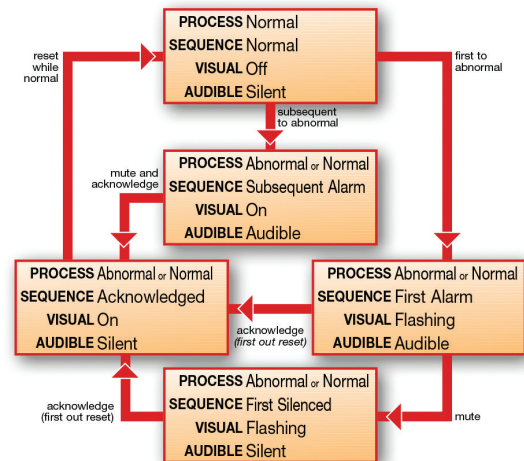 PROCESS Normal
SEQUENCE Normal
VISUAL Off
AUDIBLE Silent
reset
while
normal
first to
abnormal
subsequent
to abnormal
PROCESS Abnormal or Normal
SEQUENCE Subsequent Alarm
VISUAL On
AUDIBLE Audible
mute and
acknowledge
PROCESS Abnormal or Normal
SEQUENCE Acknowledged
VISUAL On
AUDIBLE Silent
acknowledge
(first out reset)
PROCESS Abnormal or Normal
SEQUENCE First Alarm
VISUAL Flashing
AUDIBLE Audible
acknowledge
(first out reset)
PROCESS Abnormal or Normal
SEQUENCE First Silenced
VISUAL Flashing
AUDIBLE Silent
mute